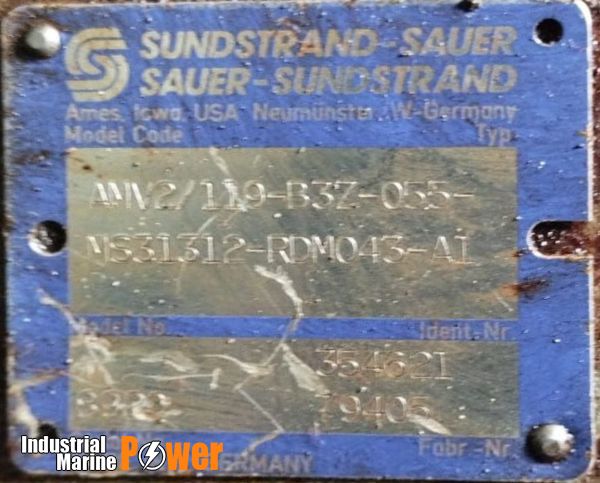 SUNDSTRAND-SAUER
SAUER-SUNDSTRAND
Ames, Iowa, USA Neumünster, W-Germany
Model Code Typ
AMV2/119-B3Z-055-
NS31312-RDM043-A1
Model No. Ident. Nr.
354621
79405
Fabr.-Nr.
GERMANY
Industrial
Marine Power